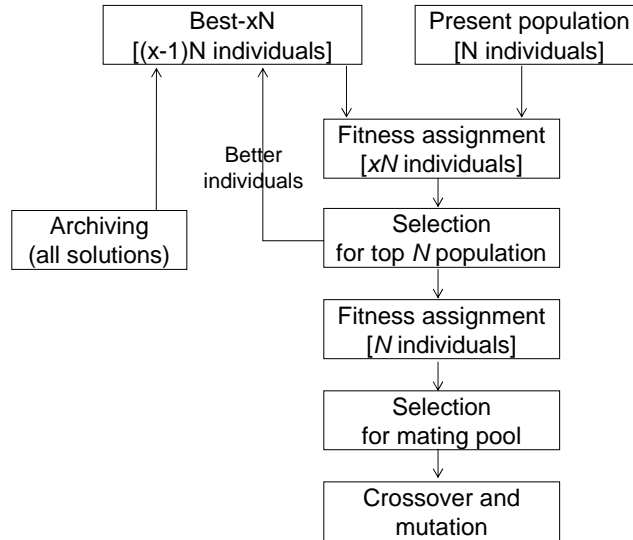 Best-xN
[(x-1)N individuals]
Present population
[N individuals]
Fitness assignment
[xN individuals]
Better
individuals
Archiving
(all solutions)
Selection
for top N population
Fitness assignment
[N individuals]
Selection
for mating pool
Crossover and
mutation